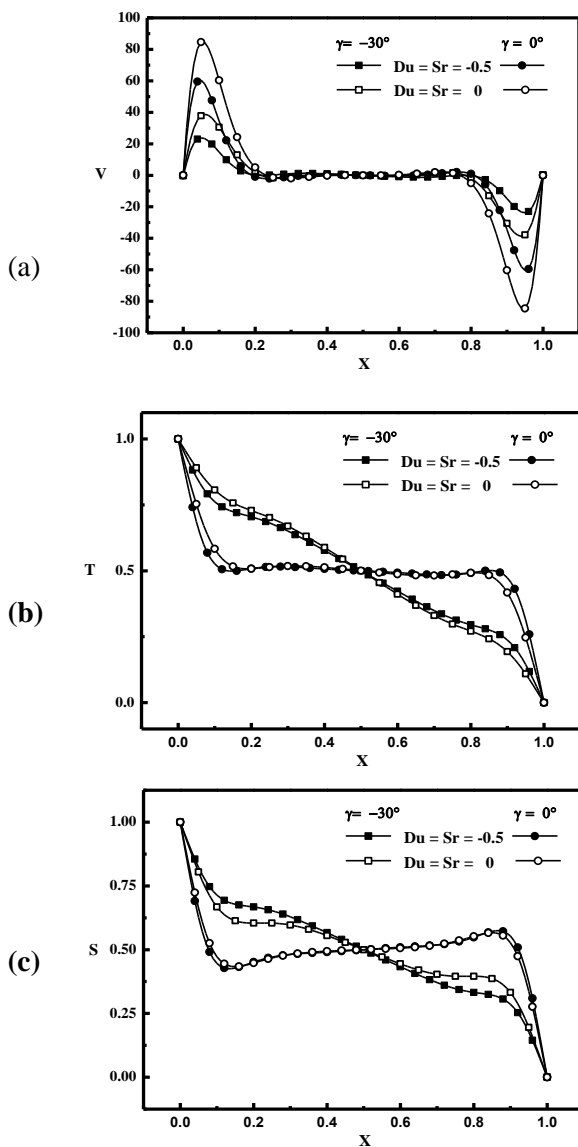 (a)
V
100
80
60
40
20
0
-20
-40
-60
-80
-100
γ= −30° γ = 0°
Du = Sr = -0.5
Du = Sr = 0
0.0 0.2 0.4 0.6 0.8 1.0
X
(b)
T
1.0
0.5
0.0
γ= −30° γ = 0°
Du = Sr = -0.5
Du = Sr = 0
0.0 0.2 0.4 0.6 0.8 1.0
X
(c)
S
1.00
0.75
0.50
0.25
0.00
γ= −30° γ = 0°
Du = Sr = -0.5
Du = Sr = 0
0.0 0.2 0.4 0.6 0.8 1.0
X